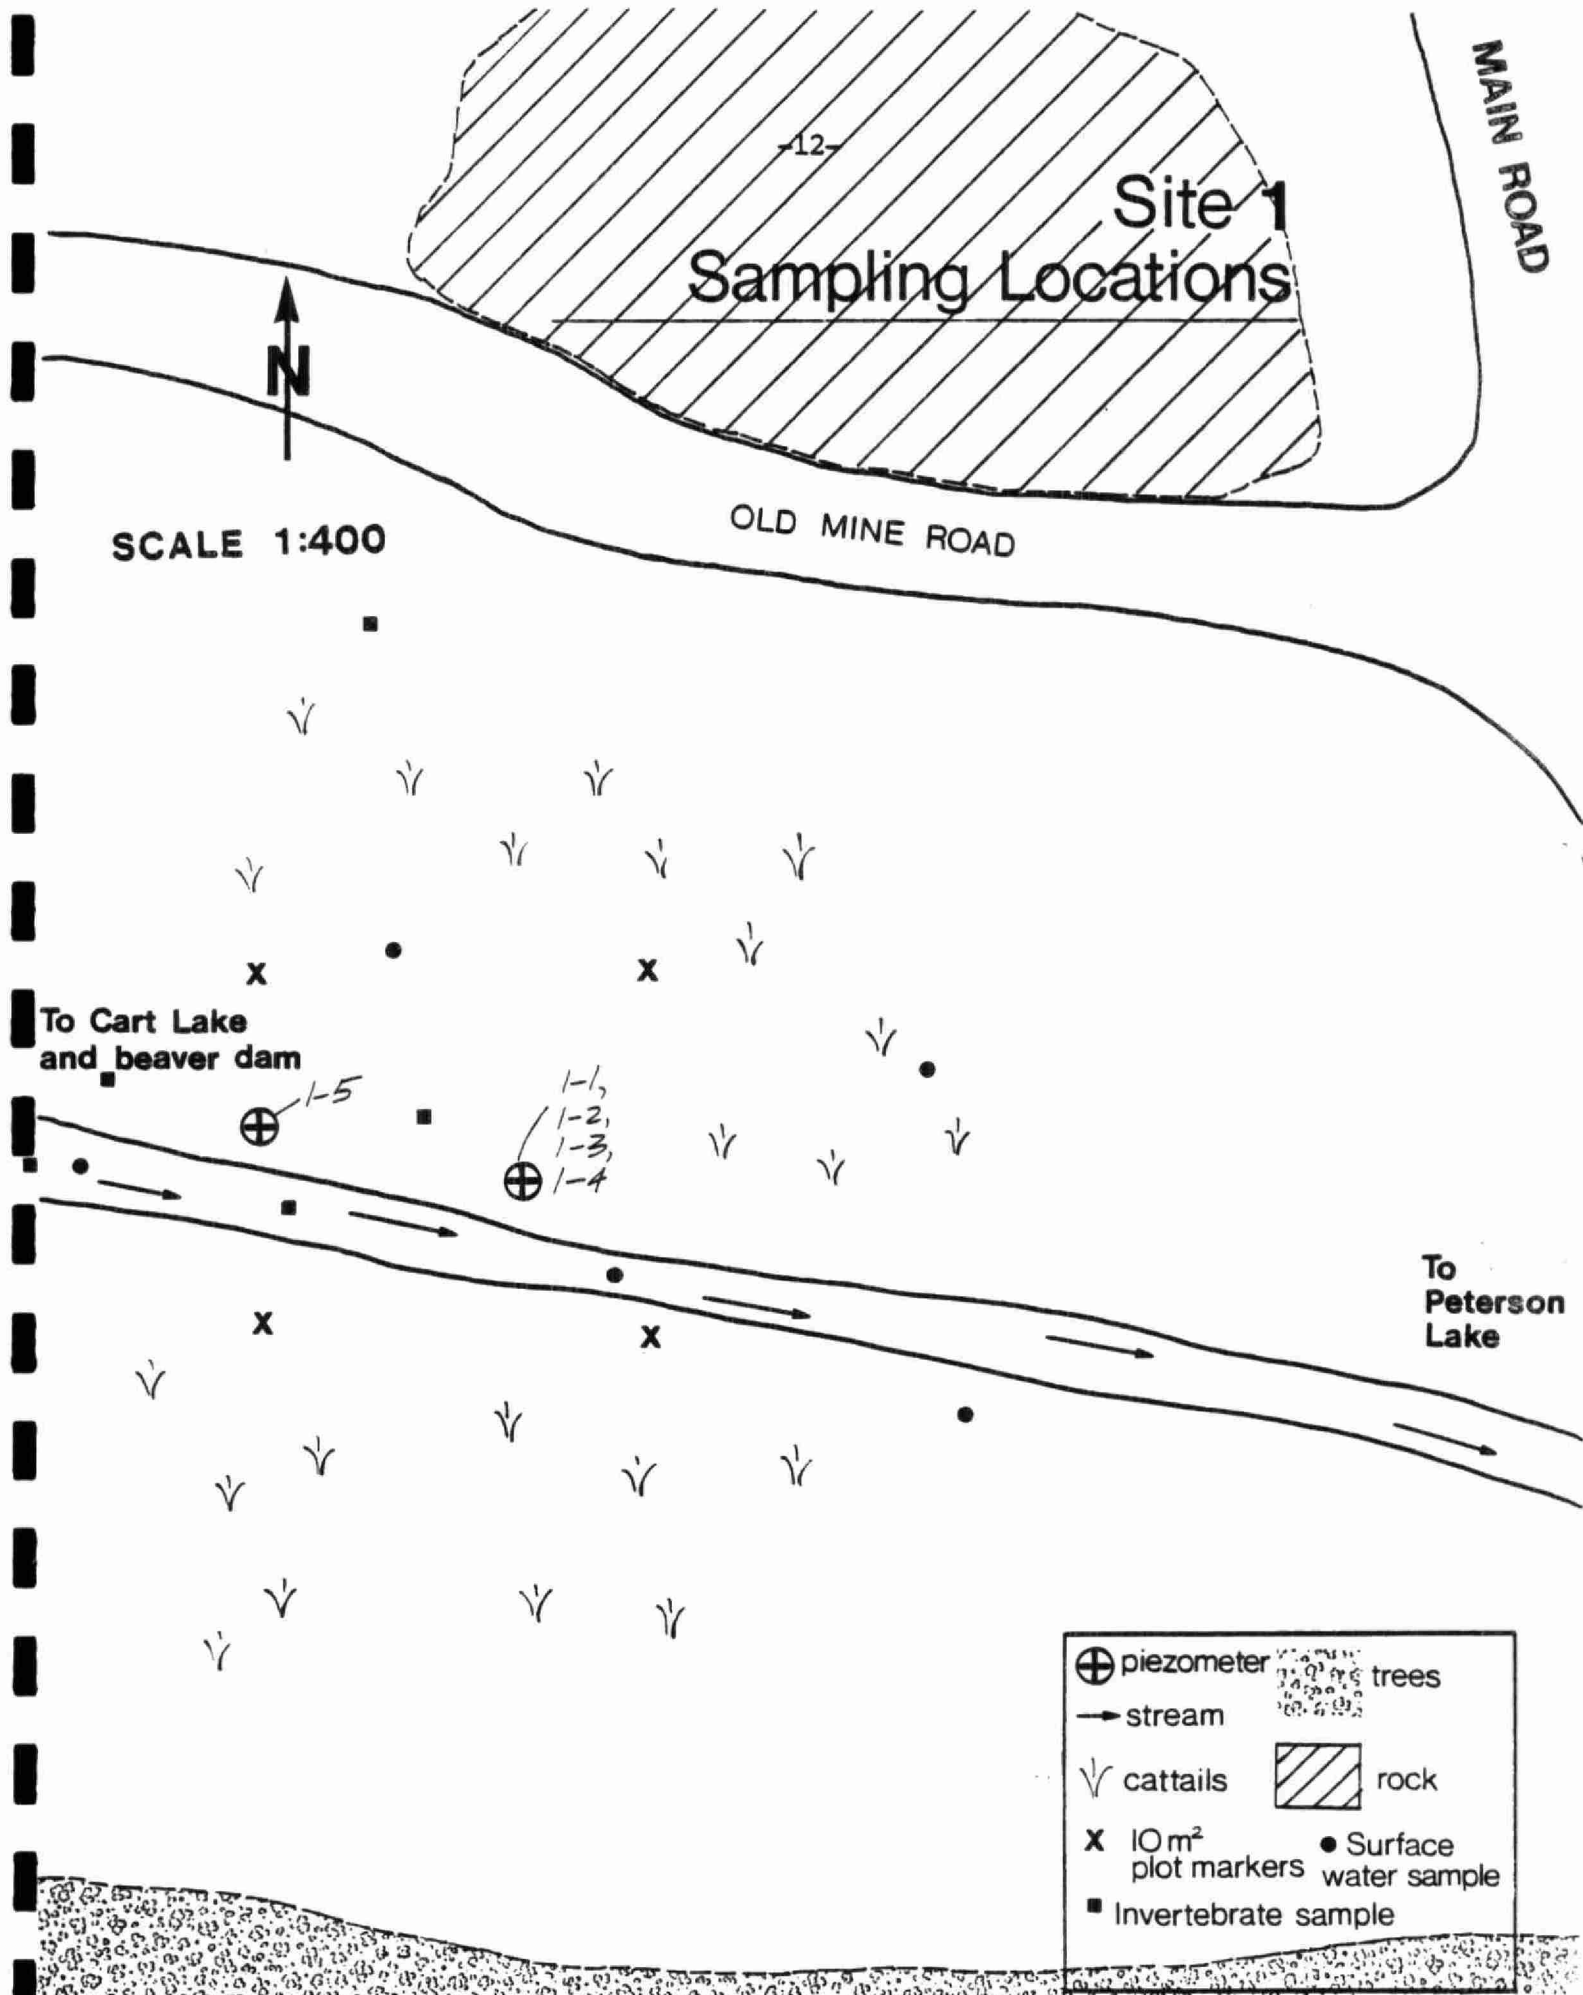 -12-
Site 1
Sampling Locations
MAIN ROAD
N
SCALE 1:400
OLD MINE ROAD
To Cart Lake
and beaver dam
1-5
1-1,
1-2,
1-3,
1-4
x
x
x
x
To
Peterson
Lake
piezometer
trees
stream
cattails
rock
x 10 m²
plot markers
Surface
water sample
Invertebrate sample